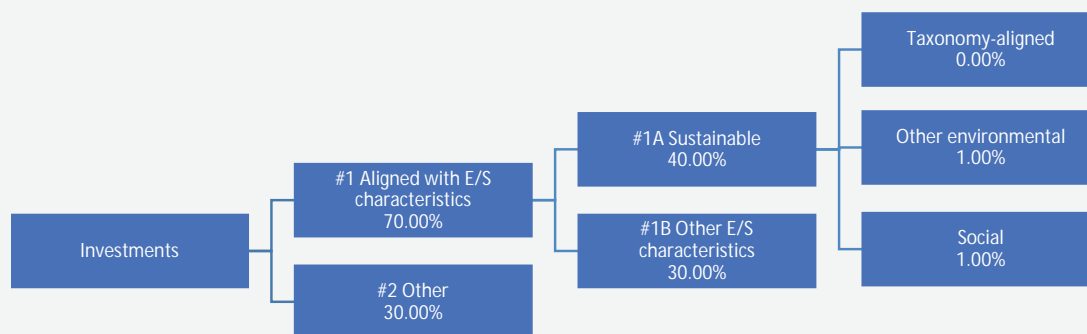 Investments
#1 Aligned with E/S
characteristics
70.00%
#2 Other
30.00%
#1A Sustainable
40.00%
#1B Other E/S
characteristics
30.00%
Taxonomy-aligned
0.00%
Other environmental
1.00%
Social
1.00%